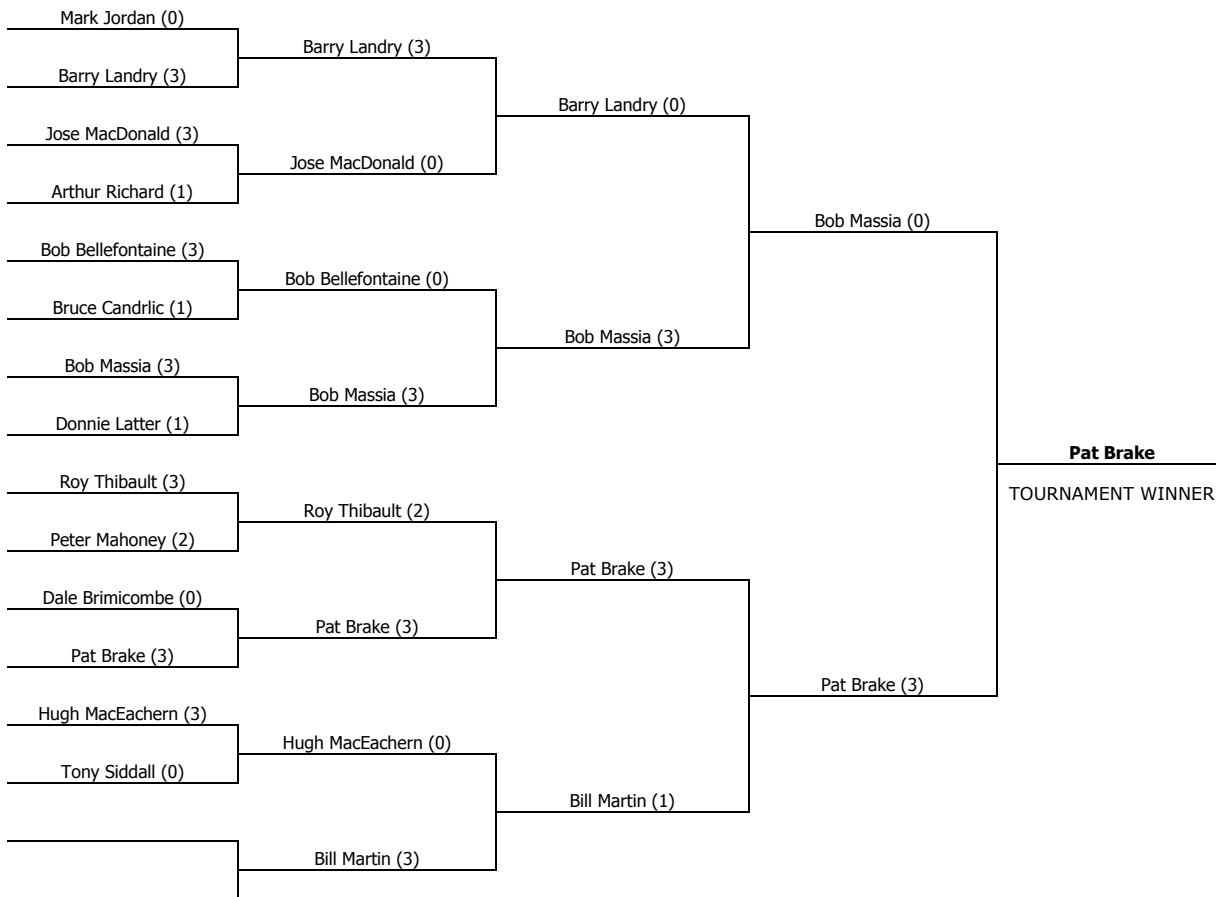 Mark Jordan (0)
Barry Landry (3)
Barry Landry (3)
Barry Landry (0)
Jose MacDonald (3)
Jose MacDonald (0)
Arthur Richard (1)
Bob Massia (0)
Bob Bellefontaine (3)
Bob Bellefontaine (0)
Bruce Candrlic (1)
Bob Massia (3)
Bob Massia (3)
Bob Massia (3)
Donnie Latter (1)
Pat Brake
Roy Thibault (3)
TOURNAMENT WINNER
Roy Thibault (2)
Peter Mahoney (2)
Pat Brake (3)
Dale Brimicombe (0)
Pat Brake (3)
Pat Brake (3)
Pat Brake (3)
Hugh MacEachern (3)
Hugh MacEachern (0)
Tony Siddall (0)
Bill Martin (1)
Bill Martin (3)